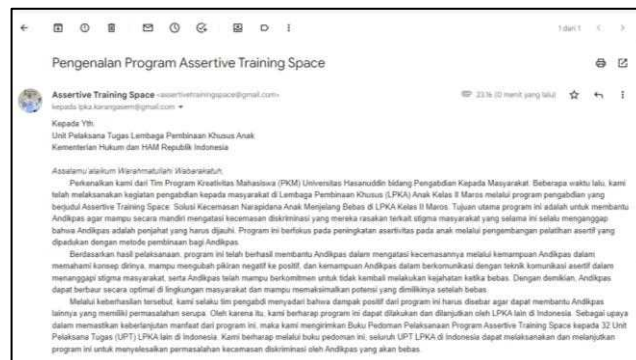 1 dari 1
Pengenalan Program Assertive Training Space
Assertive Training Space <assertivetrainingspace@gmail.com>
23.16 (0 menit yang lalu)
kepada lpka.karangasem@gmail.com
Kepada Yth.
Unit Pelaksana Tugas Lembaga Pembinaan Khusus Anak
Kementerian Hukum dan HAM Republik Indonesia
Assalamu'alaikum Warahmatullahi Wabarakatuh,
Perkenalkan kami dari Tim Program Kreativitas Mahasiswa (PKM) Universitas Hasanuddin bidang Pengabdian Kepada Masyarakat. Beberapa waktu lalu, kami
telah melaksanakan kegiatan pengabdian kepada masyarakat di Lembaga Pembinaan Khusus (LPKA) Anak Kelas II Maros melalui program pengabdian yang
berjudul Assertive Training Space: Solusi Kecemasan Narapidana Anak Menjelang Bebas di LPKA Kelas II Maros. Tujuan utama program ini adalah untuk membantu
Andikpas agar mampu secara mandiri mengatasi kecemasan diskriminasi yang mereka rasakan terkait stigma masyarakat yang selama ini selalu menganggap
bahwa Andikpas adalah penjahat yang harus dijauhi. Program ini berfokus pada peningkatan asertivitas pada anak melalui pengembangan pelatihan asertif yang
dipadukan dengan metode pembinaan bagi Andikpas.
Berdasarkan hasil pelaksanaan, program ini telah berhasil membantu Andikpas dalam mengatasi kecemasannya melalui kemampuan Andikpas dalam
memahami konsep dirinya, mampu mengubah pikiran negatif ke positif, dan kemampuan Andikpas dalam berkomunikasi dengan teknik komunikasi asertif dalam
menanggapi stigma masyarakat, serta Andikpas telah mampu berkomitmen untuk tidak kembali melakukan kejahatan ketika bebas. Dengan demikian, Andikpas
dapat berbaur secara optimal di lingkungan masyarakat dan mampu memaksimalkan potensi yang dimilikinya setelah bebas.
Melalui keberhasilan tersebut, kami selaku tim pengabdi menyadari bahwa dampak positif dari program ini harus disebar agar dapat membantu Andikpas
lainnya yang memiliki permasalahan serupa. Oleh karena itu, kami berharap program ini dapat dilakukan dan dilanjutkan oleh LPKA lain di Indonesia. Sebagai upaya
dalam memastikan keberlanjutan manfaat dari program ini, maka kami mengirimkan Buku Pedoman Pelaksanaan Program Assertive Training Space kepada 32 Unit
Pelaksana Tugas (UPT) LPKA lain di Indonesia. Kami berharap melalui buku pedoman ini, seluruh UPT LPKA di Indonesia dapat melaksanakan dan melanjutkan
program ini untuk menyelesaikan permasalahan kecemasan diskriminasi oleh Andikpas yang akan bebas.